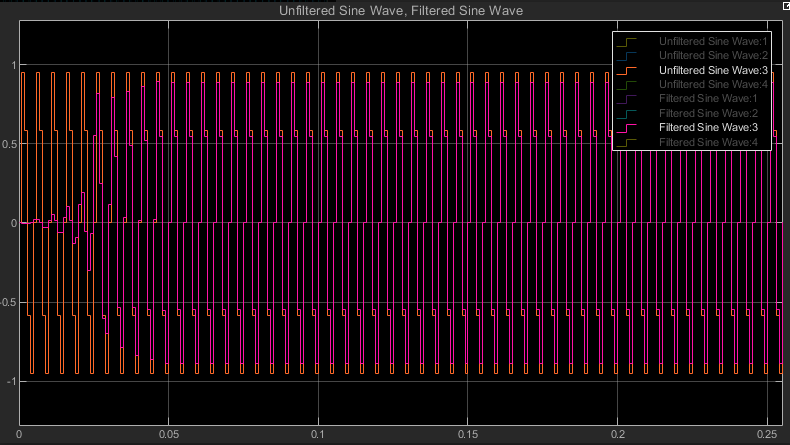 Unfiltered Sine Wave, Filtered Sine Wave
Unfiltered Sine Wave:1
Unfiltered Sine Wave:2
Unfiltered Sine Wave:3
Unfiltered Sine Wave:4
Filtered Sine Wave:1
Filtered Sine Wave:2
Filtered Sine Wave:3
Filtered Sine Wave:4
1
0.5
0
-0.5
-1
0 0.05 0.1 0.15 0.2 0.25